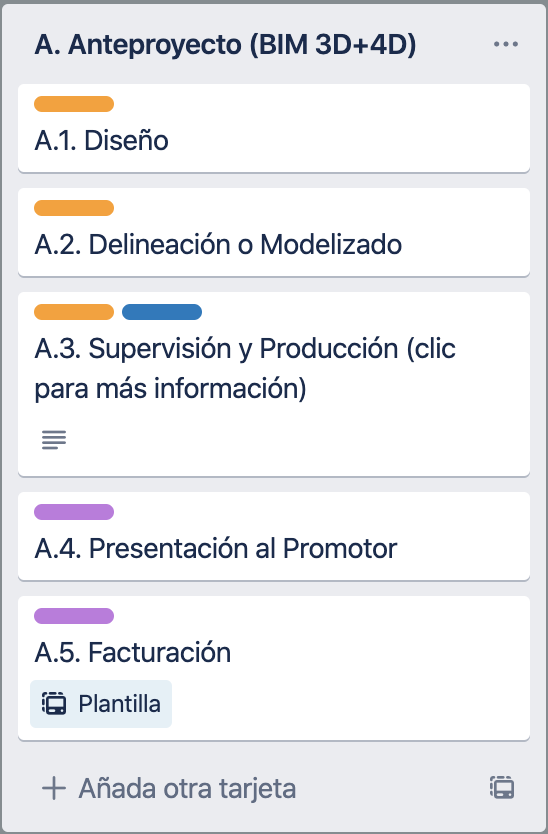 A. Anteproyecto (BIM 3D+4D)
A.1. Diseño
A.2. Delineación o Modelizado
A.3. Supervisión y Producción (clic
para más información)
A.4. Presentación al Promotor
A.5. Facturación
Plantilla
Añada otra tarjeta